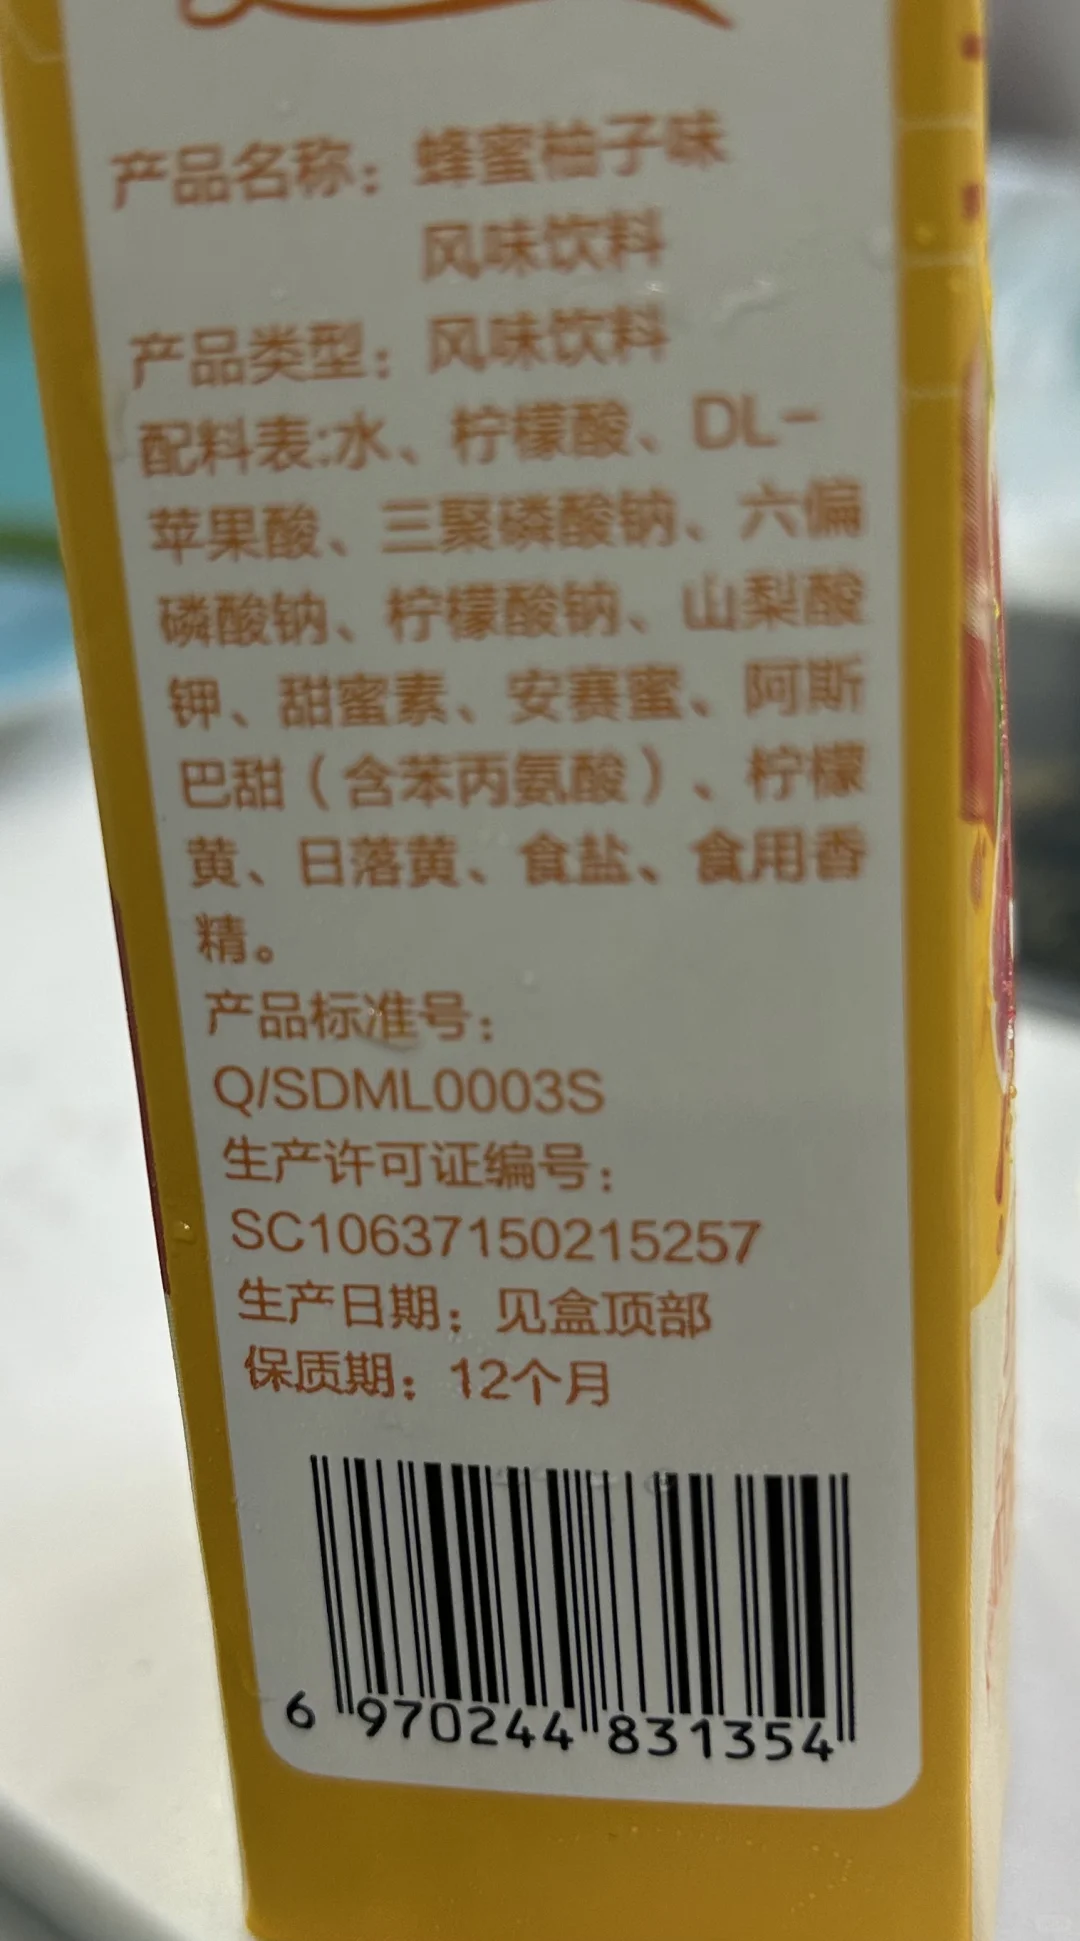 产品名称：蜂蜜柚子味
风味饮料
产品类型：风味饮料
配料表:水、柠檬酸、DL-
苹果酸、三聚磷酸钠、六偏
磷酸钠、柠檬酸钠、山梨酸
钾、甜蜜素、安赛蜜、阿斯
巴甜（含苯丙氨酸）、柠檬
黄、日落黄、食盐、食用香
精。
产品标准号：
Q/SDML0003S
生产许可证编号：
SC10637150215257
生产日期：见盒顶部
保质期：12个月
6 970244 831354